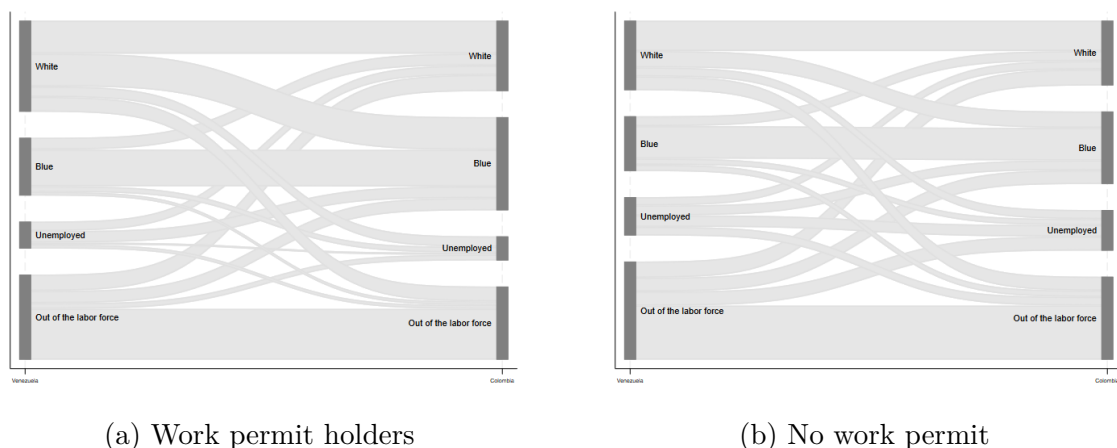 White
White
Blue
Blue
Unemployed
Unemployed
Out of the labor force
Out of the labor force
Venezuela
Colombia
(a) Work permit holders
White
White
Blue
Blue
Unemployed
Unemployed
Out of the labor force
Out of the labor force
Venezuela
Colombia
(b) No work permit